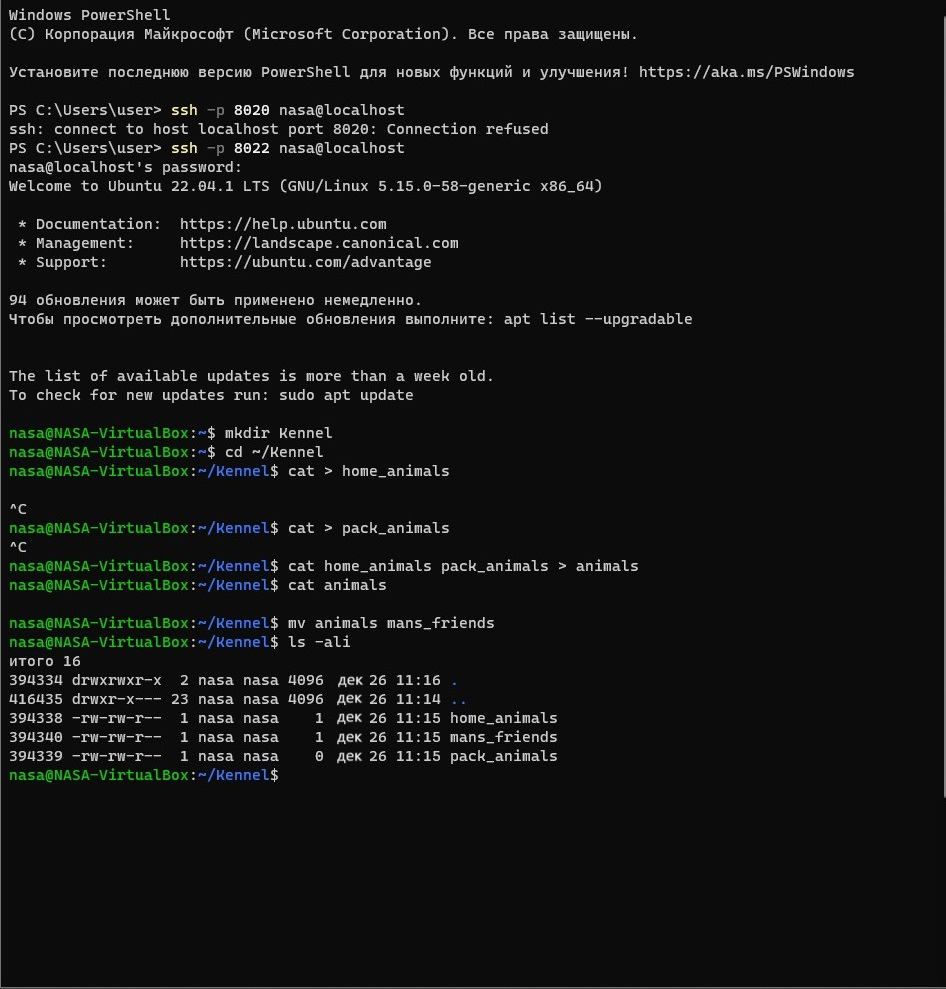 Windows PowerShell
(C) Корпорация Майкрософт (Microsoft Corporation). Все права защищены.
Установите последнюю версию PowerShell для новых функций и улучшения! https://aka.ms/PSWindows
PS C:\Users\user> ssh -p 8020 nasa@localhost
ssh: connect to host localhost port 8020: Connection refused
PS C:\Users\user> ssh -p 8022 nasa@localhost
nasa@localhost's password:
Welcome to Ubuntu 22.04.1 LTS (GNU/Linux 5.15.0-58-generic x86_64)
* Documentation:  https://help.ubuntu.com
* Management:     https://landscape.canonical.com
* Support:        https://ubuntu.com/advantage
94 обновления может быть применено немедленно.
Чтобы просмотреть дополнительные обновления выполните: apt list --upgradable
The list of available updates is more than a week old.
To check for new updates run: sudo apt update
nasa@NASA-VirtualBox:~$ mkdir Kennel
nasa@NASA-VirtualBox:~$ cd ~/Kennel
nasa@NASA-VirtualBox:~/Kennel$ cat > home_animals
^C
nasa@NASA-VirtualBox:~/Kennel$ cat > pack_animals
^C
nasa@NASA-VirtualBox:~/Kennel$ cat home_animals pack_animals > animals
nasa@NASA-VirtualBox:~/Kennel$ cat animals
nasa@NASA-VirtualBox:~/Kennel$ mv animals mans_friends
nasa@NASA-VirtualBox:~/Kennel$ ls -ali
итого 16
394334 drwxrwxr-x  2 nasa nasa 4096 дек 26 11:16 .
416435 drwxr-x--- 23 nasa nasa 4096 дек 26 11:14 ..
394338 -rw-rw-r--  1 nasa nasa    1 дек 26 11:15 home_animals
394340 -rw-rw-r--  1 nasa nasa    1 дек 26 11:15 mans_friends
394339 -rw-rw-r--  1 nasa nasa    0 дек 26 11:15 pack_animals
nasa@NASA-VirtualBox:~/Kennel$